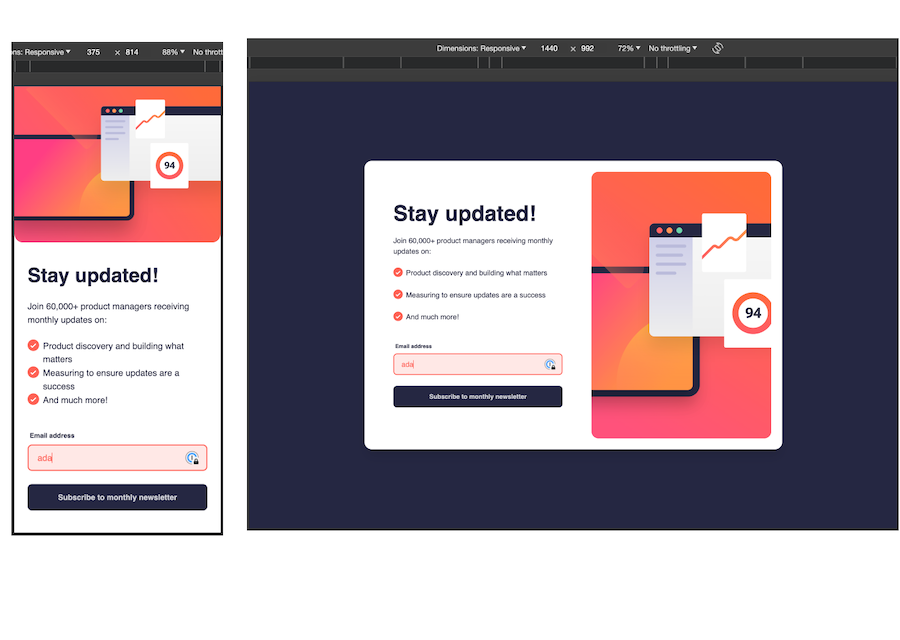 ons: Responsive ▾ 375 × 814 88% ▾ No thrott
94
Stay updated!
Join 60,000+ product managers receiving
monthly updates on:
Product discovery and building what
matters
Measuring to ensure updates are a
success
And much more!
Email address
ada
Subscribe to monthly newsletter
Dimensions: Responsive ▾ 1440 × 992 72% ▾ No throttling ▾
Stay updated!
Join 60,000+ product managers receiving monthly
updates on:
Product discovery and building what matters
Measuring to ensure updates are a success
And much more!
Email address
ada
Subscribe to monthly newsletter
94